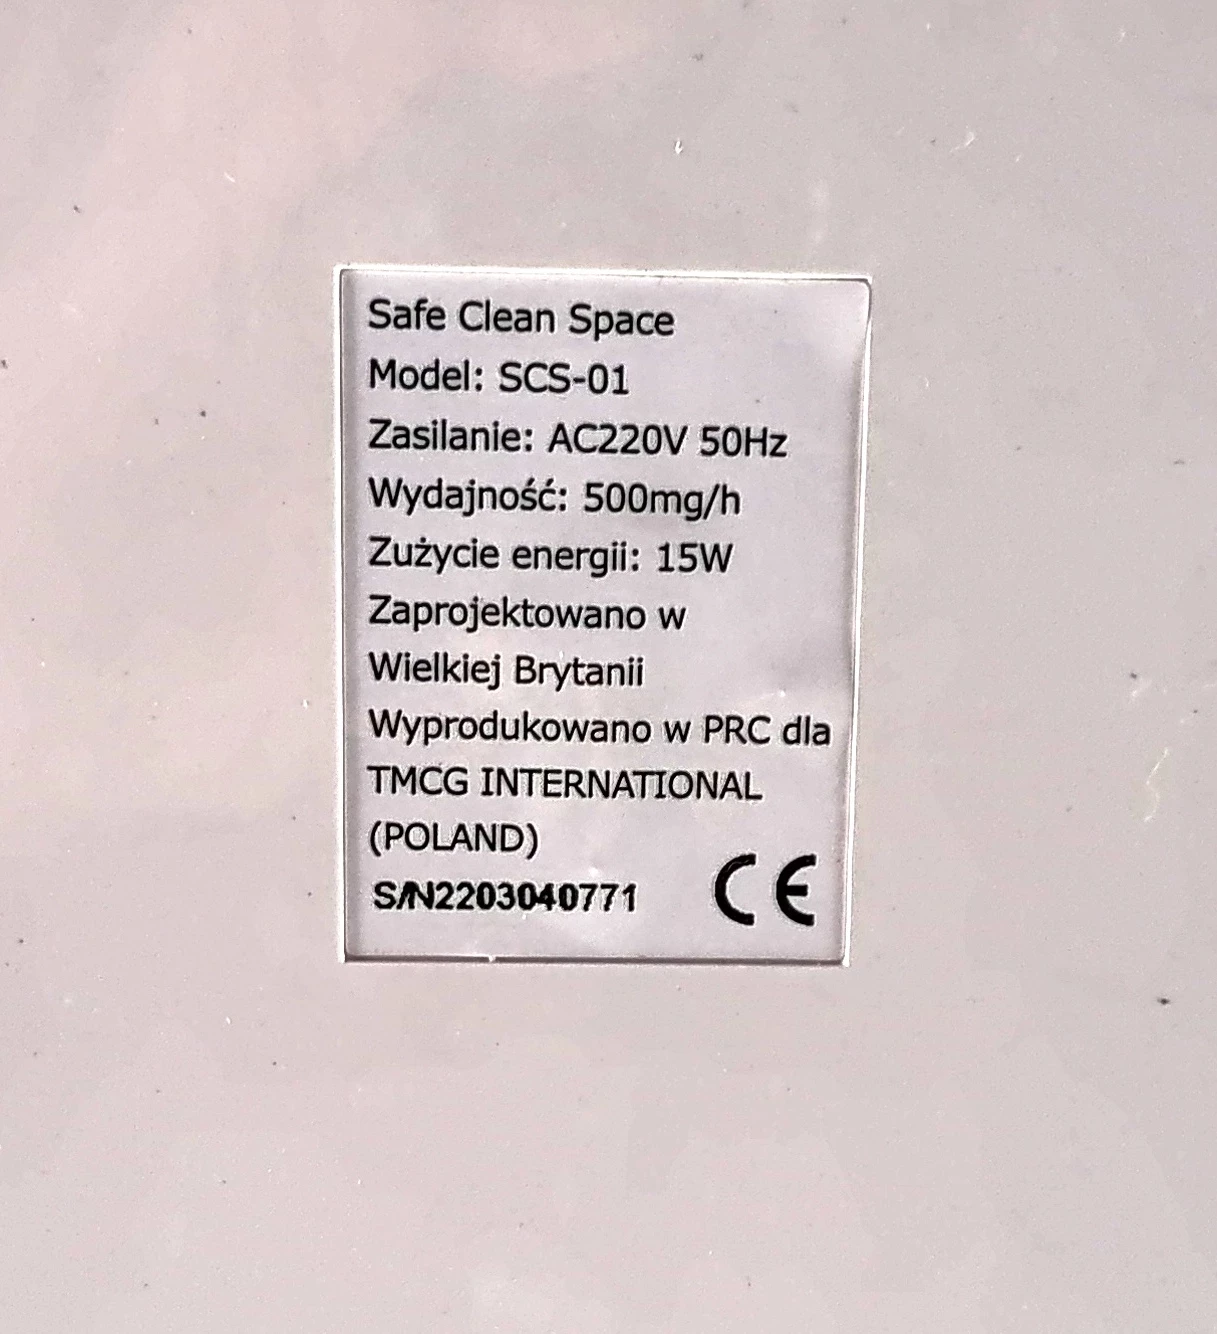 Safe Clean Space
Model: SCS-01
Zasilanie: AC220V 50Hz
Wydajność: 500mg/h
Zużycie energii: 15W
Zaprojektowano w
Wielkiej Brytanii
Wyprodukowano w PRC dla
TMCG INTERNATIONAL
(POLAND)
S/N2203040771 CE